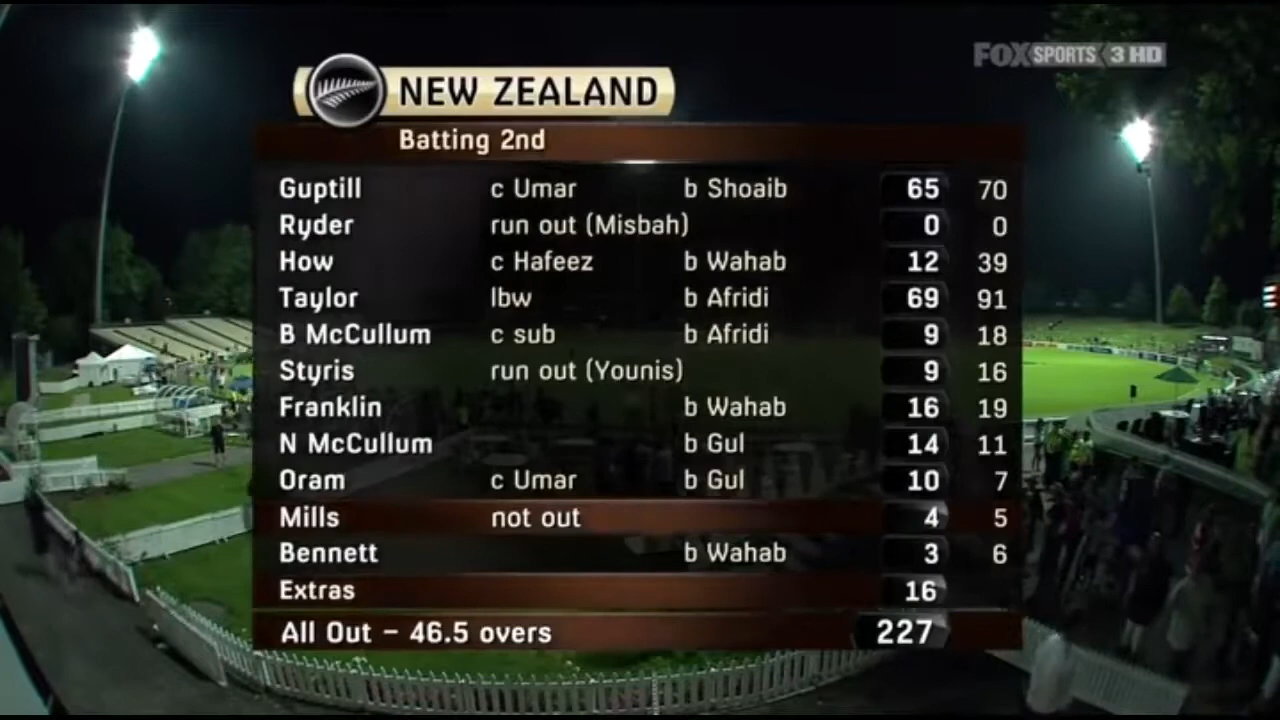 FOX SPORTS 3 HD
NEW ZEALAND
Batting 2nd
Guptill c Umar b Shoaib 65 70
Ryder run out (Misbah) 0 0
How c Hafeez b Wahab 12 39
Taylor lbw b Afridi 69 91
B McCullum c sub b Afridi 9 18
Styris run out (Younis) 9 16
Franklin b Wahab 16 19
N McCullum b Gul 14 11
Oram c Umar b Gul 10 7
Mills not out 4 5
Bennett b Wahab 3 6
Extras 16
All Out – 46.5 overs 227